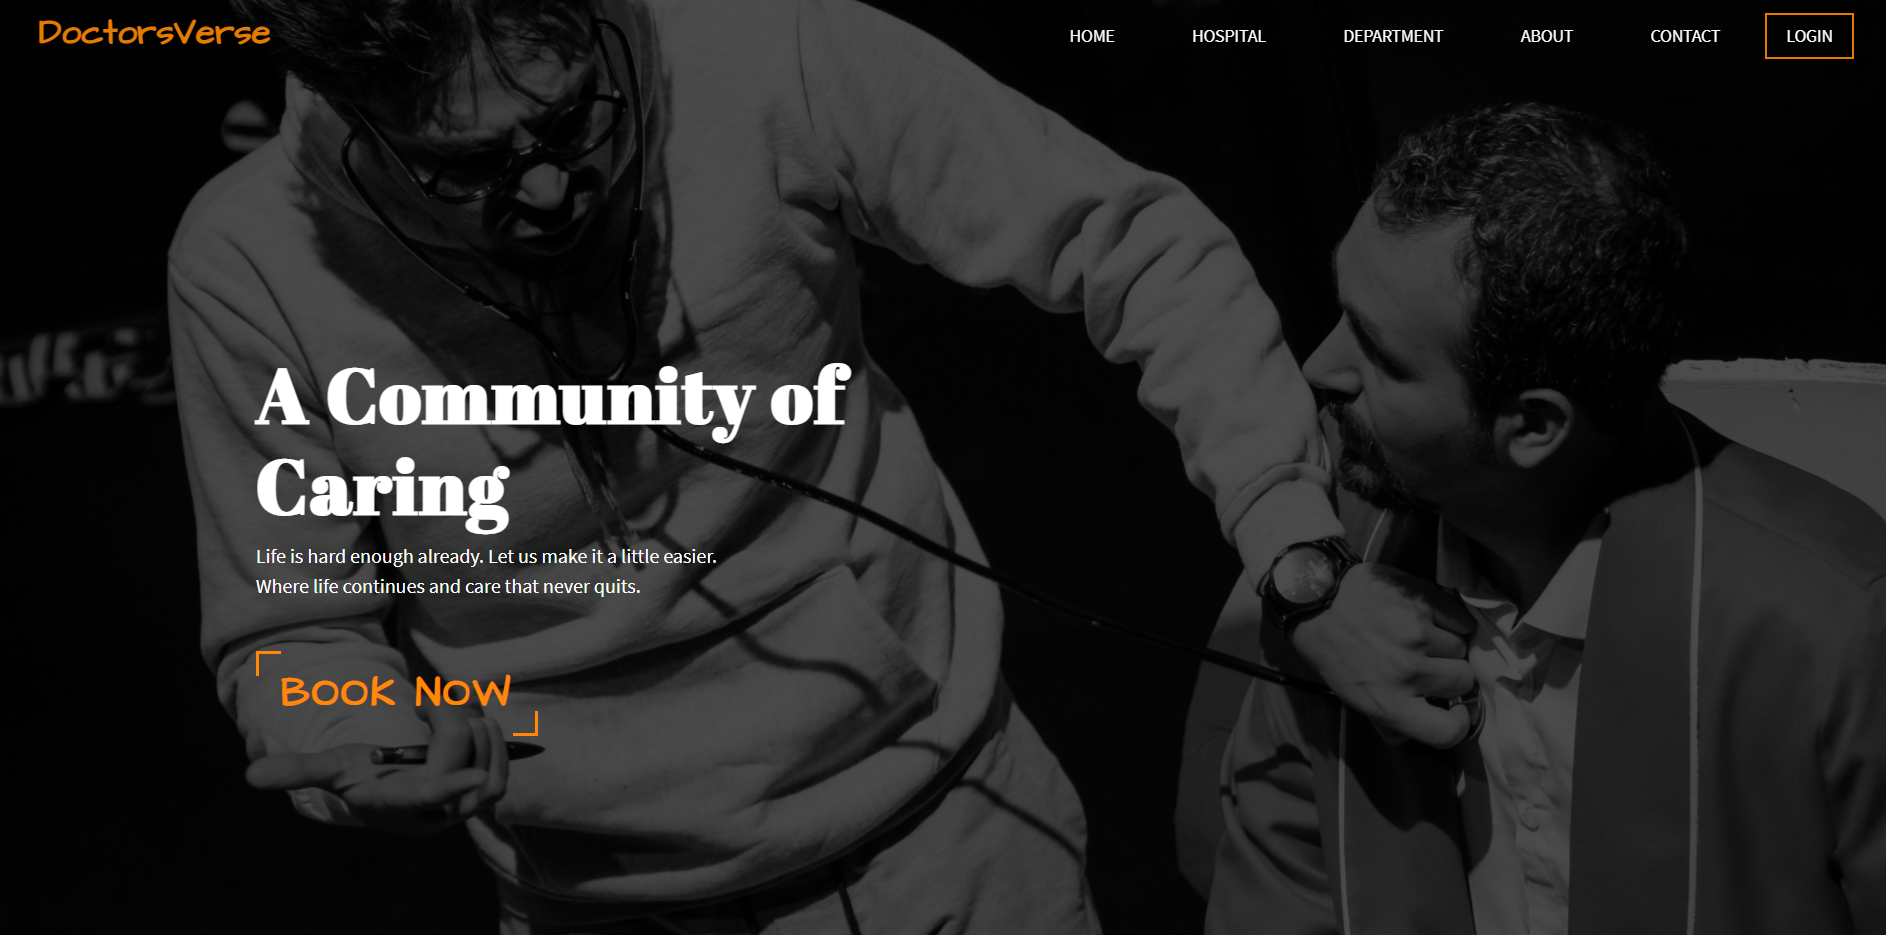 DoctorsVerse
HOME HOSPITAL DEPARTMENT ABOUT CONTACT LOGIN
A Community of
Caring
Life is hard enough already. Let us make it a little easier.
Where life continues and care that never quits.
BOOK NOW